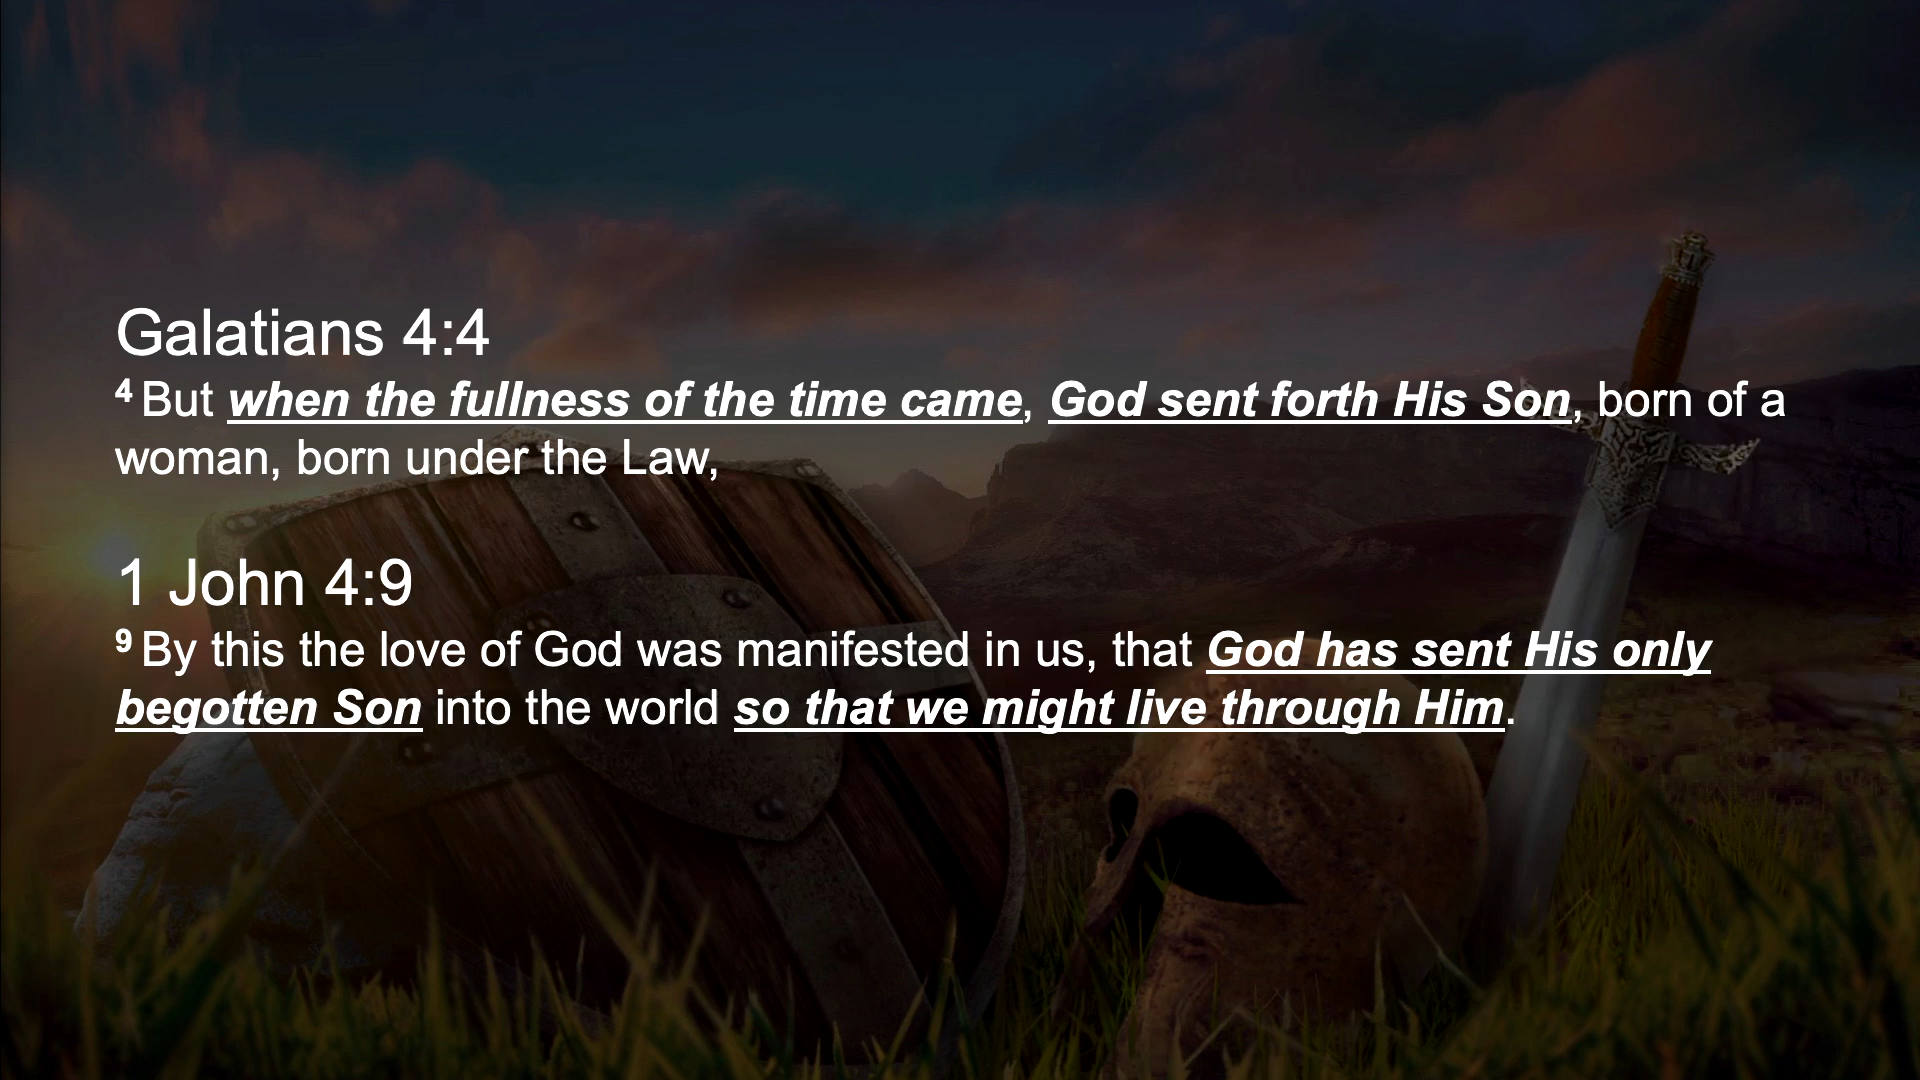 Galatians 4:4
4 But when the fullness of the time came, God sent forth His Son, born of a
woman, born under the Law,
1 John 4:9
9 By this the love of God was manifested in us, that God has sent His only
begotten Son into the world so that we might live through Him.